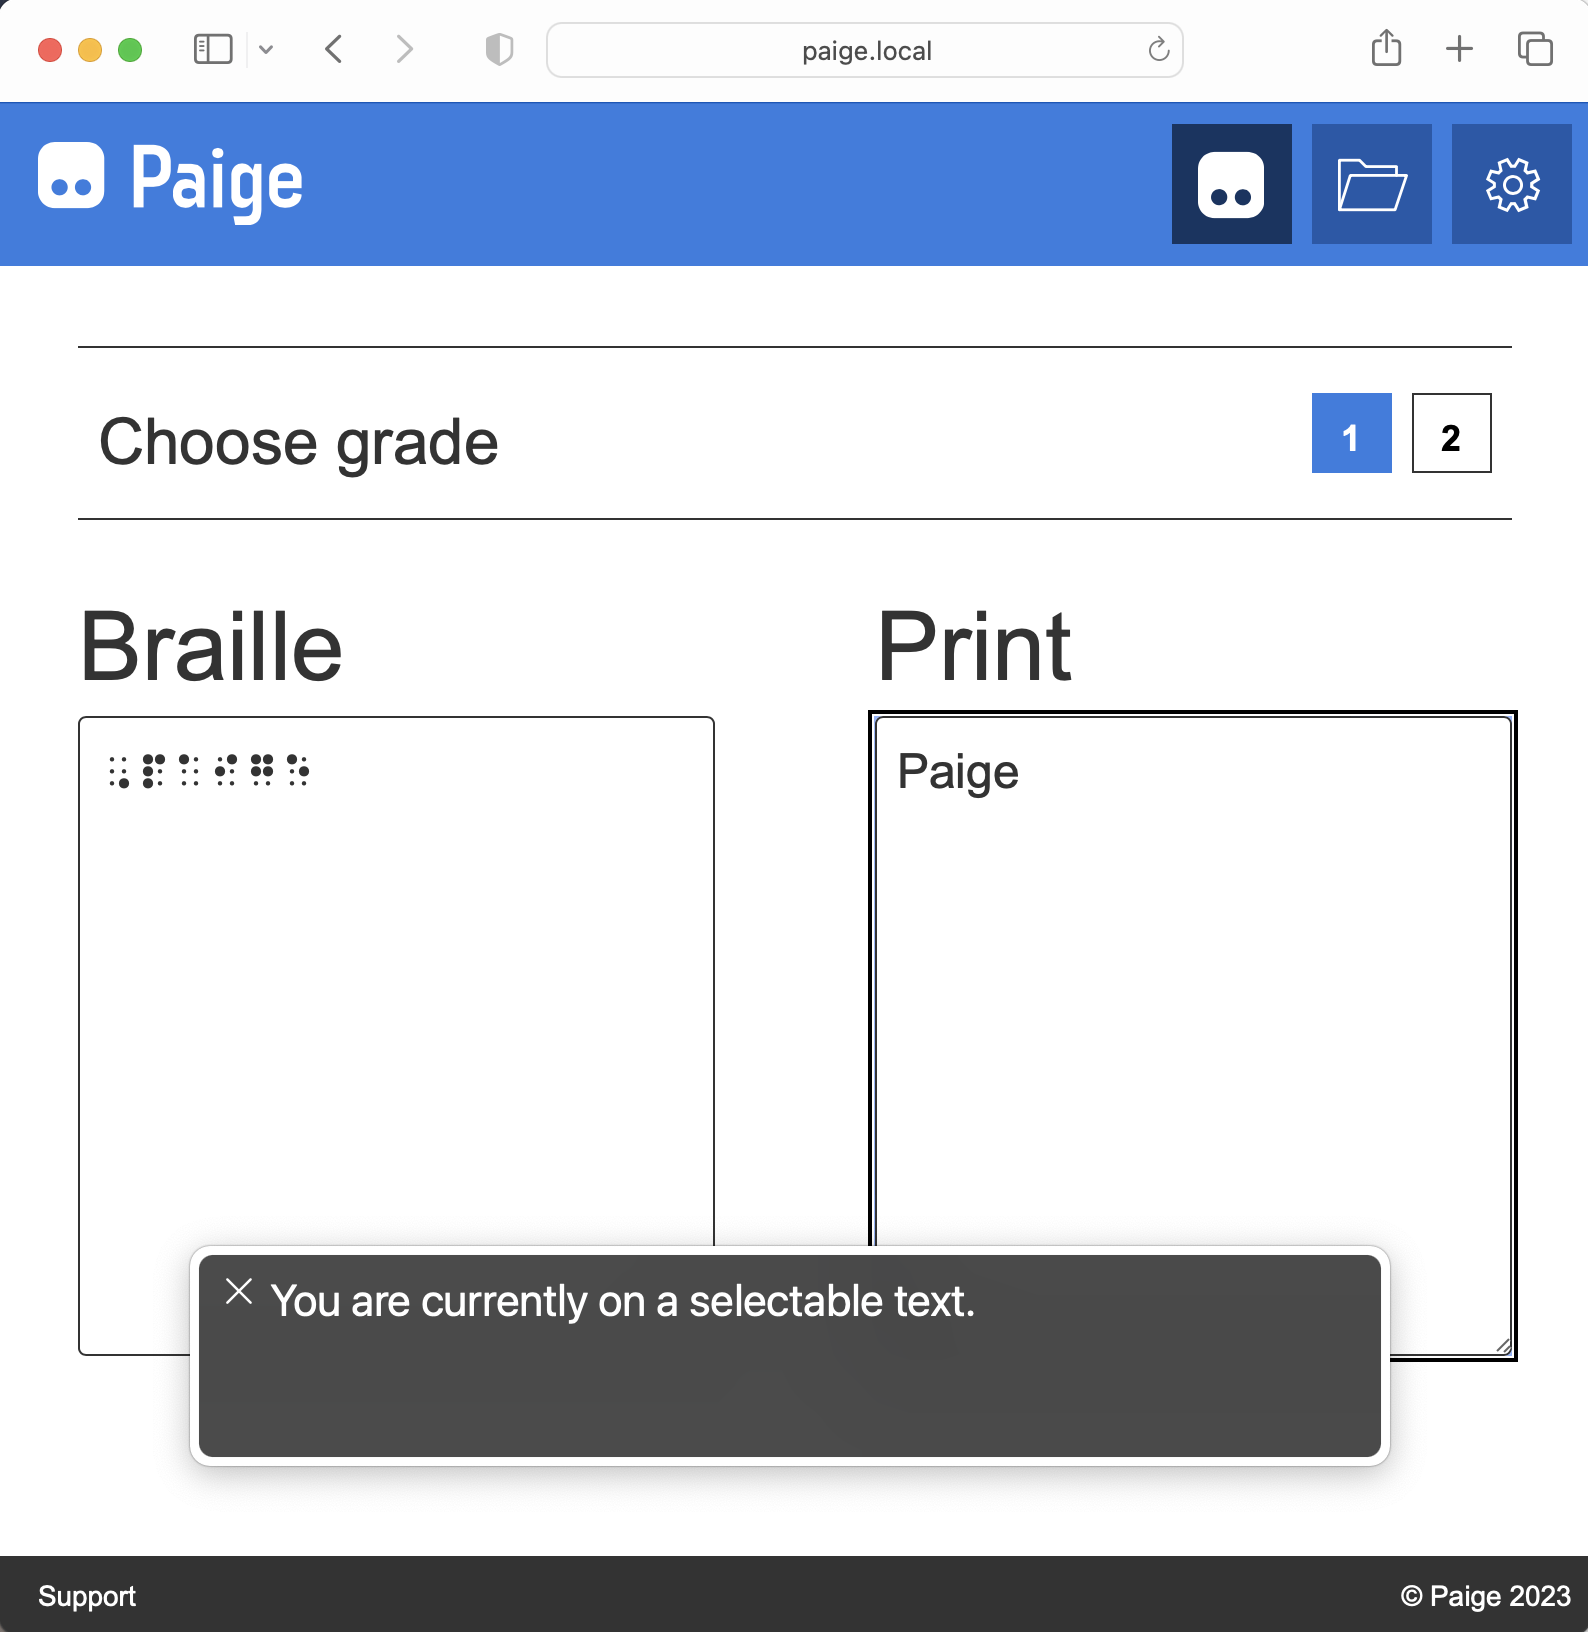 paige.local
Paige
Choose grade
1
2
Braille
Print
⠠⠏⠁⠊⠛⠑
Paige
You are currently on a selectable text.
Support
© Paige 2023